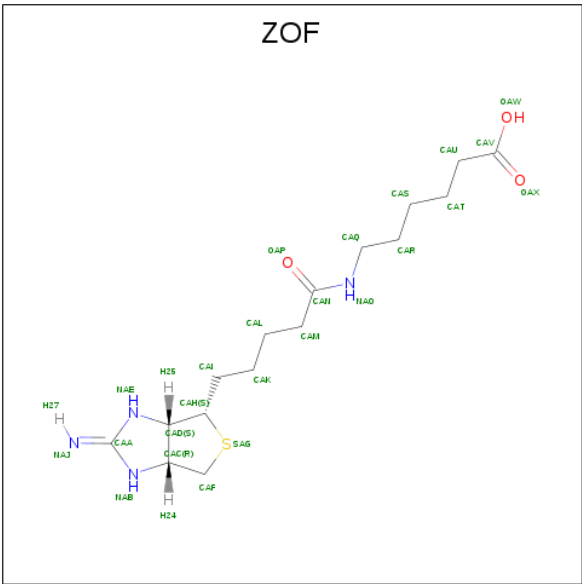 ZOF
OAW
OH
CAV
CAU
O
OAX
CAS
CAT
CAQ
CAR
OAP
O
N
H
NAO
CAN
CAL
CAM
CAI
CAK
H25
H
NAE
H27
CAH(S)
H
N
H
CAD(S)
S
SAG
N
NAJ
CAA
CAC(R)
N
H
NAB
CAF
H
H24